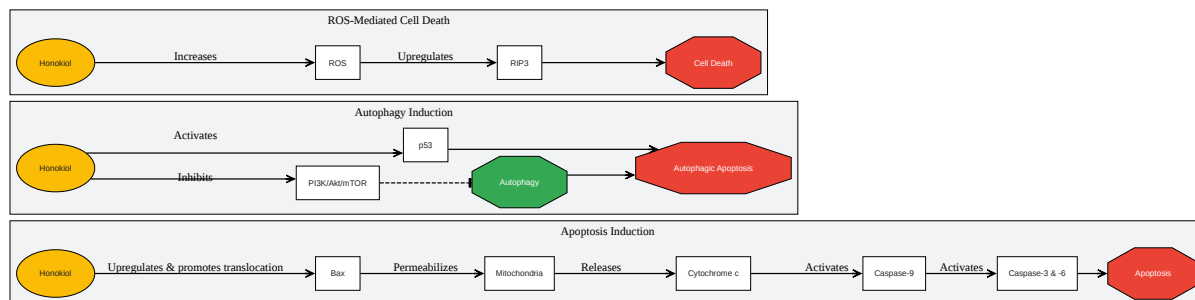 ROS-Mediated Cell Death
Honokiol
Increases
ROS
Upregulates
RIP3
Cell Death
Autophagy Induction
Honokiol
Activates
p53
Inhibits
PI3K/Akt/mTOR
Autophagy
Autophagic Apoptosis
Apoptosis Induction
Honokiol
Upregulates & promotes translocation
Bax
Permeabilizes
Mitochondria
Releases
Cytochrome c
Activates
Caspase-9
Activates
Caspase-3 & -6
Apoptosis